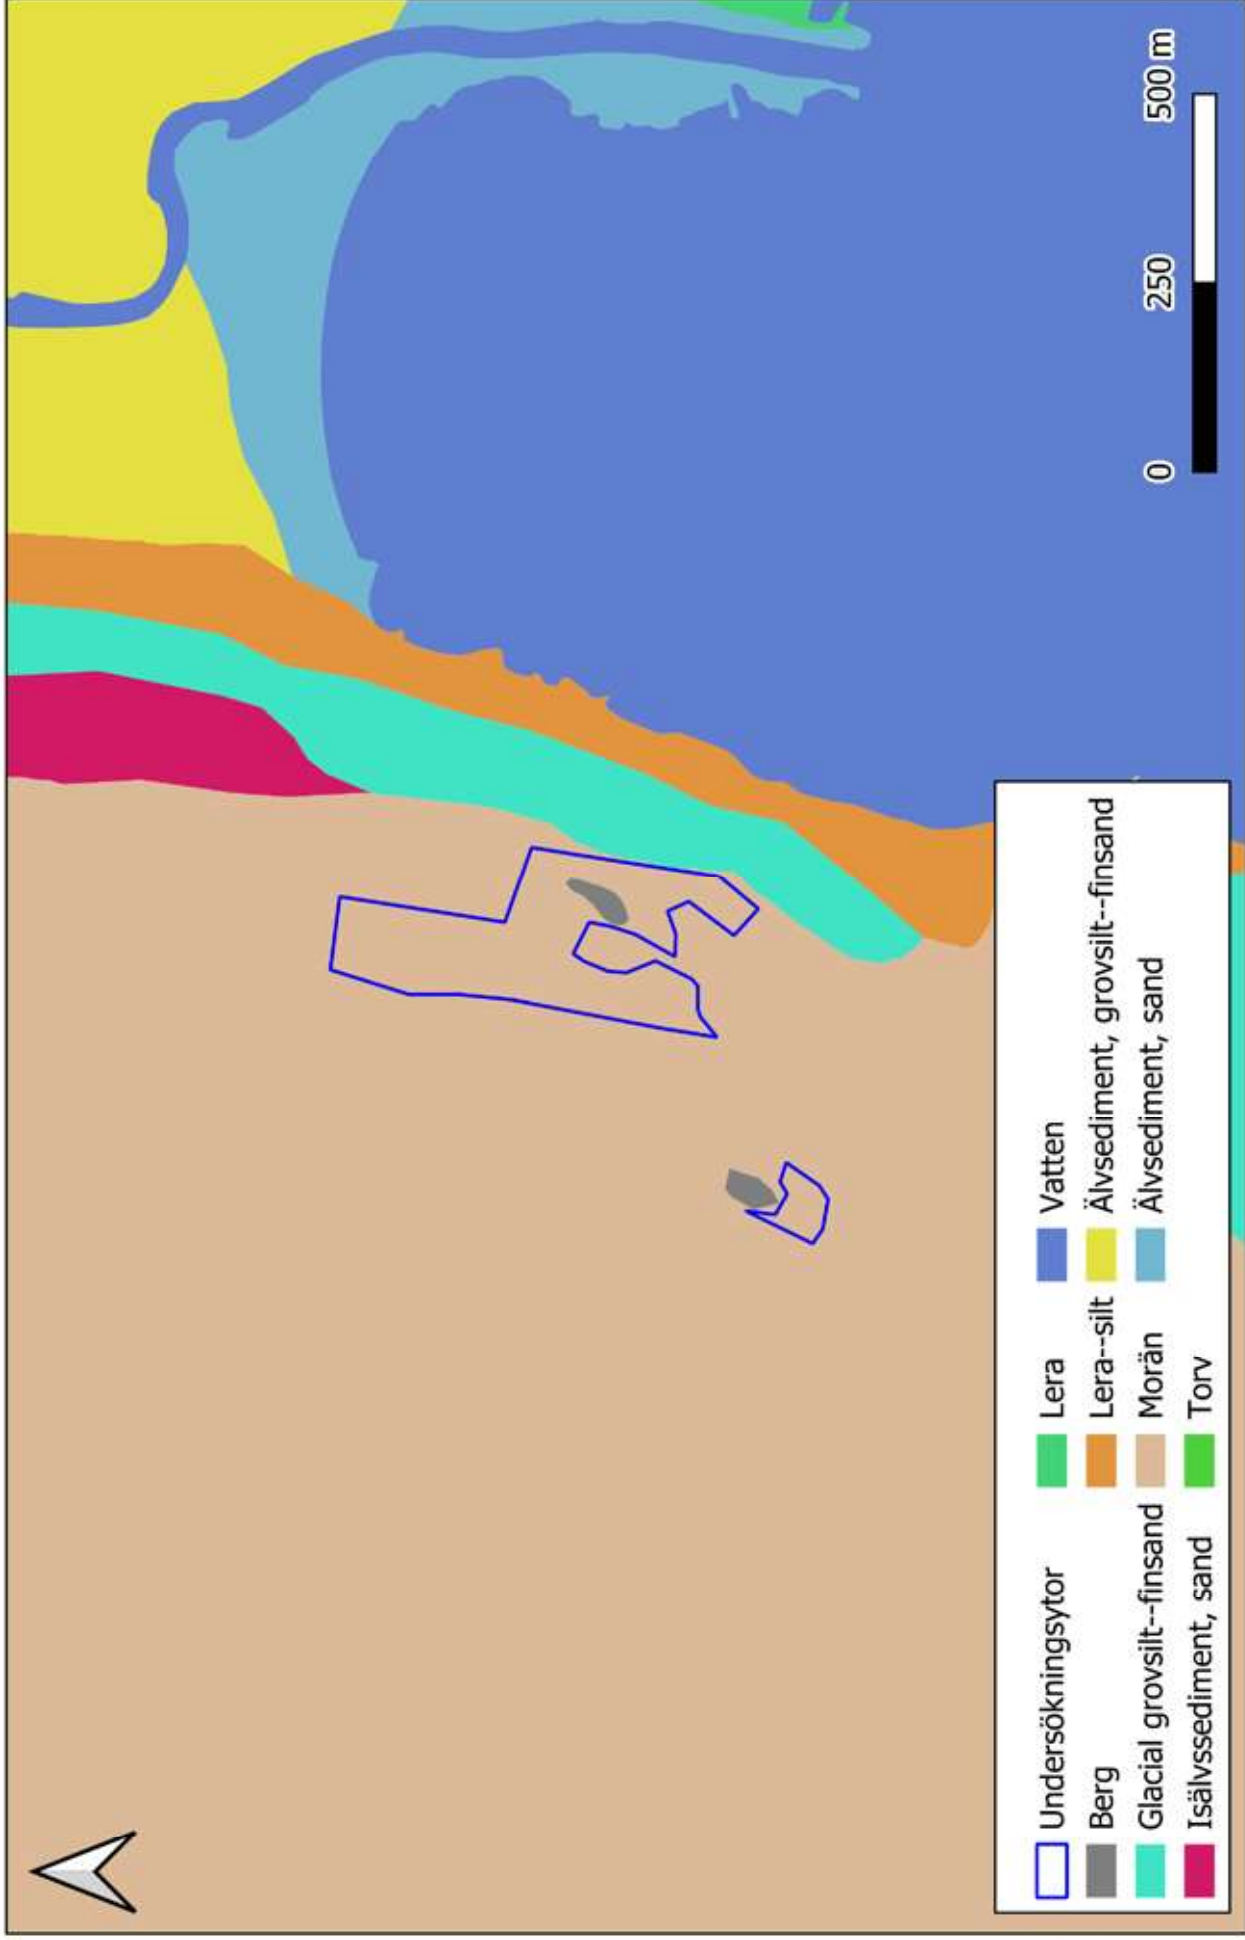 Undersökningsytor
Berg
Glacial grovsilt--finsand
Isälvssediment, sand
Lera
Lera--silt
Morän
Torv
Vatten
Älvsediment, grovsilt--finsand
Älvsediment, sand
0 250 500 m